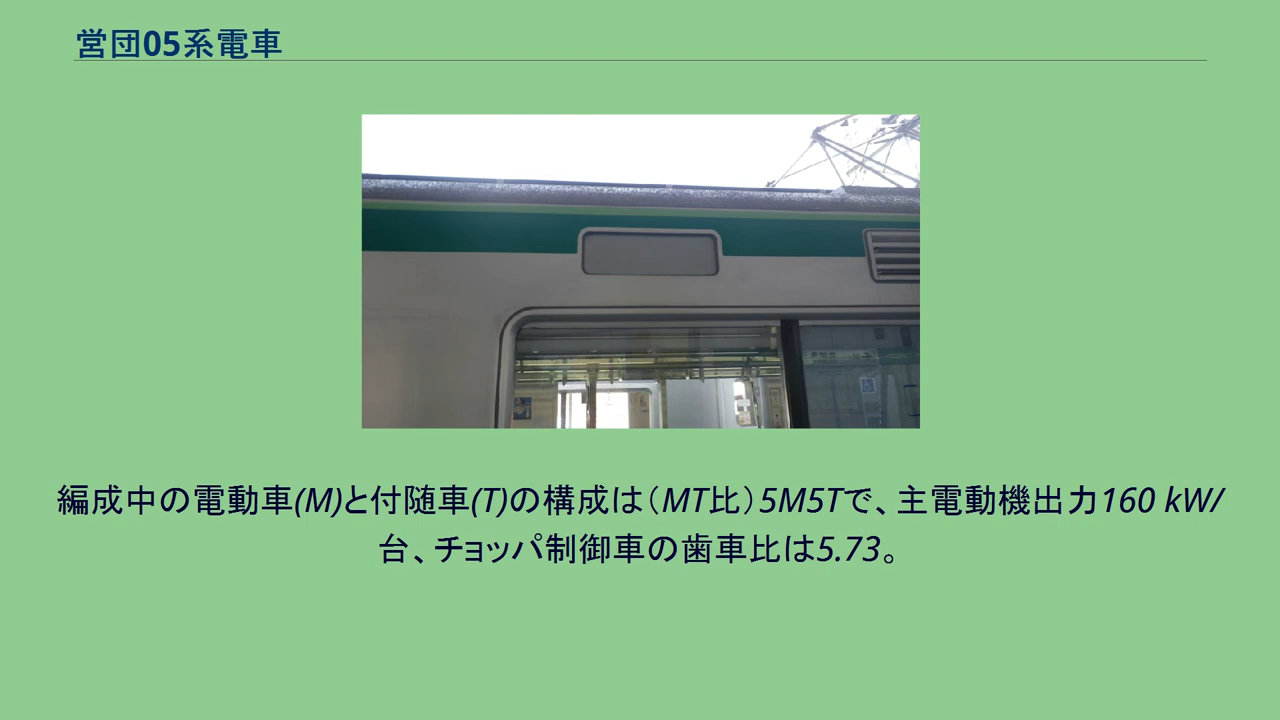 営団05系電車
編成中の電動車(M)と付随車(T)の構成は（MT比）5M5Tで、主電動機出力160 kW/
台、チョッパ制御車の歯車比は5.73。